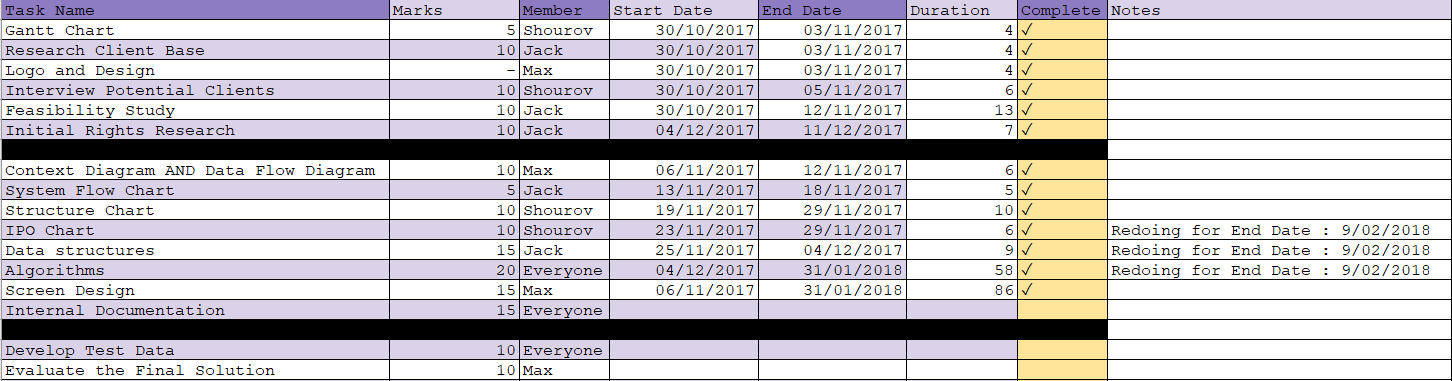 Task Name Marks Member Start Date End Date Duration Complete Notes
Gantt Chart 5 Shourov 30/10/2017 03/11/2017 4 ✓
Research Client Base 10 Jack 30/10/2017 03/11/2017 4 ✓
Logo and Design – Max 30/10/2017 03/11/2017 4 ✓
Interview Potential Clients 10 Shourov 30/10/2017 05/11/2017 6 ✓
Feasibility Study 10 Jack 30/10/2017 12/11/2017 13 ✓
Initial Rights Research 10 Jack 04/12/2017 11/12/2017 7 ✓
Context Diagram AND Data Flow Diagram 10 Max 06/11/2017 12/11/2017 6 ✓
System Flow Chart 5 Jack 13/11/2017 18/11/2017 5 ✓
Structure Chart 10 Shourov 19/11/2017 29/11/2017 10 ✓
IPO Chart 10 Shourov 23/11/2017 29/11/2017 6 ✓ Redoing for End Date : 9/02/2018
Data structures 15 Jack 25/11/2017 04/12/2017 9 ✓ Redoing for End Date : 9/02/2018
Algorithms 20 Everyone 04/12/2017 31/01/2018 58 ✓ Redoing for End Date : 9/02/2018
Screen Design 15 Max 06/11/2017 31/01/2018 86 ✓
Internal Documentation 15 Everyone
Develop Test Data 10 Everyone
Evaluate the Final Solution 10 Max